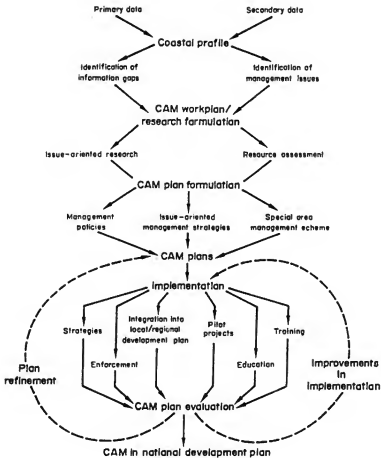 Primary data
Secondary data
Coastal profile
Identification of
information gaps
Identification of
management issues
CAM workplan/
research farmulation
Issue-oriented research
Resource assessment
CAM plan formulation
Management
policies
Issue-oriented
management strategies
Special area
management echeme
CAM plans
Implementation
Strategies
Integration into
local/regional
development plan
Pilot
projects
Training
Enforcement
Education
Plan
refinement
Improvements
in
implementation
CAM plan evaluation
CAM in national development plan